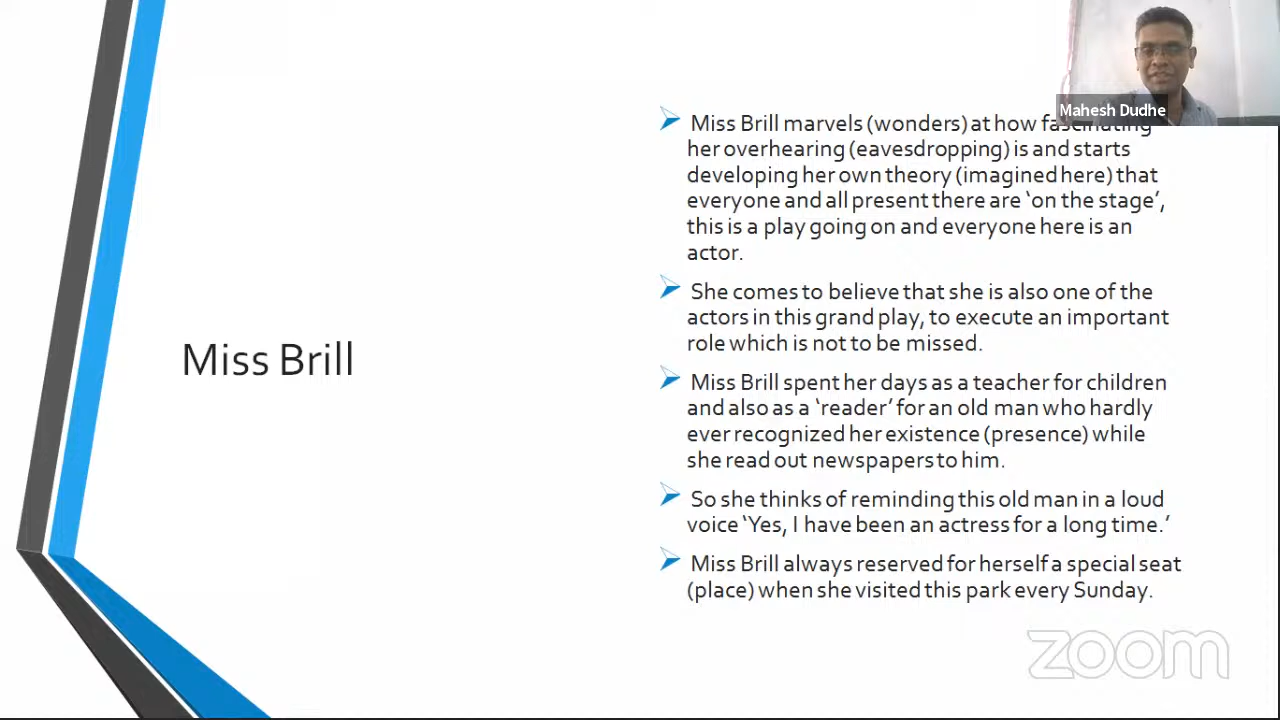 Mahesh Dudhe
Miss Brill
Miss Brill marvels (wonders) at how fascinating
her overhearing (eavesdropping) is and starts
developing her own theory (imagined here) that
everyone and all present there are ‘on the stage’,
this is a play going on and everyone here is an
actor.
She comes to believe that she is also one of the
actors in this grand play, to execute an important
role which is not to be missed.
Miss Brill spent her days as a teacher for children
and also as a ‘reader’ for an old man who hardly
ever recognized her existence (presence) while
she read out newspapers to him.
So she thinks of reminding this old man in a loud
voice ‘Yes, I have been an actress for a long time.’
Miss Brill always reserved for herself a special seat
(place) when she visited this park every Sunday.
zoom